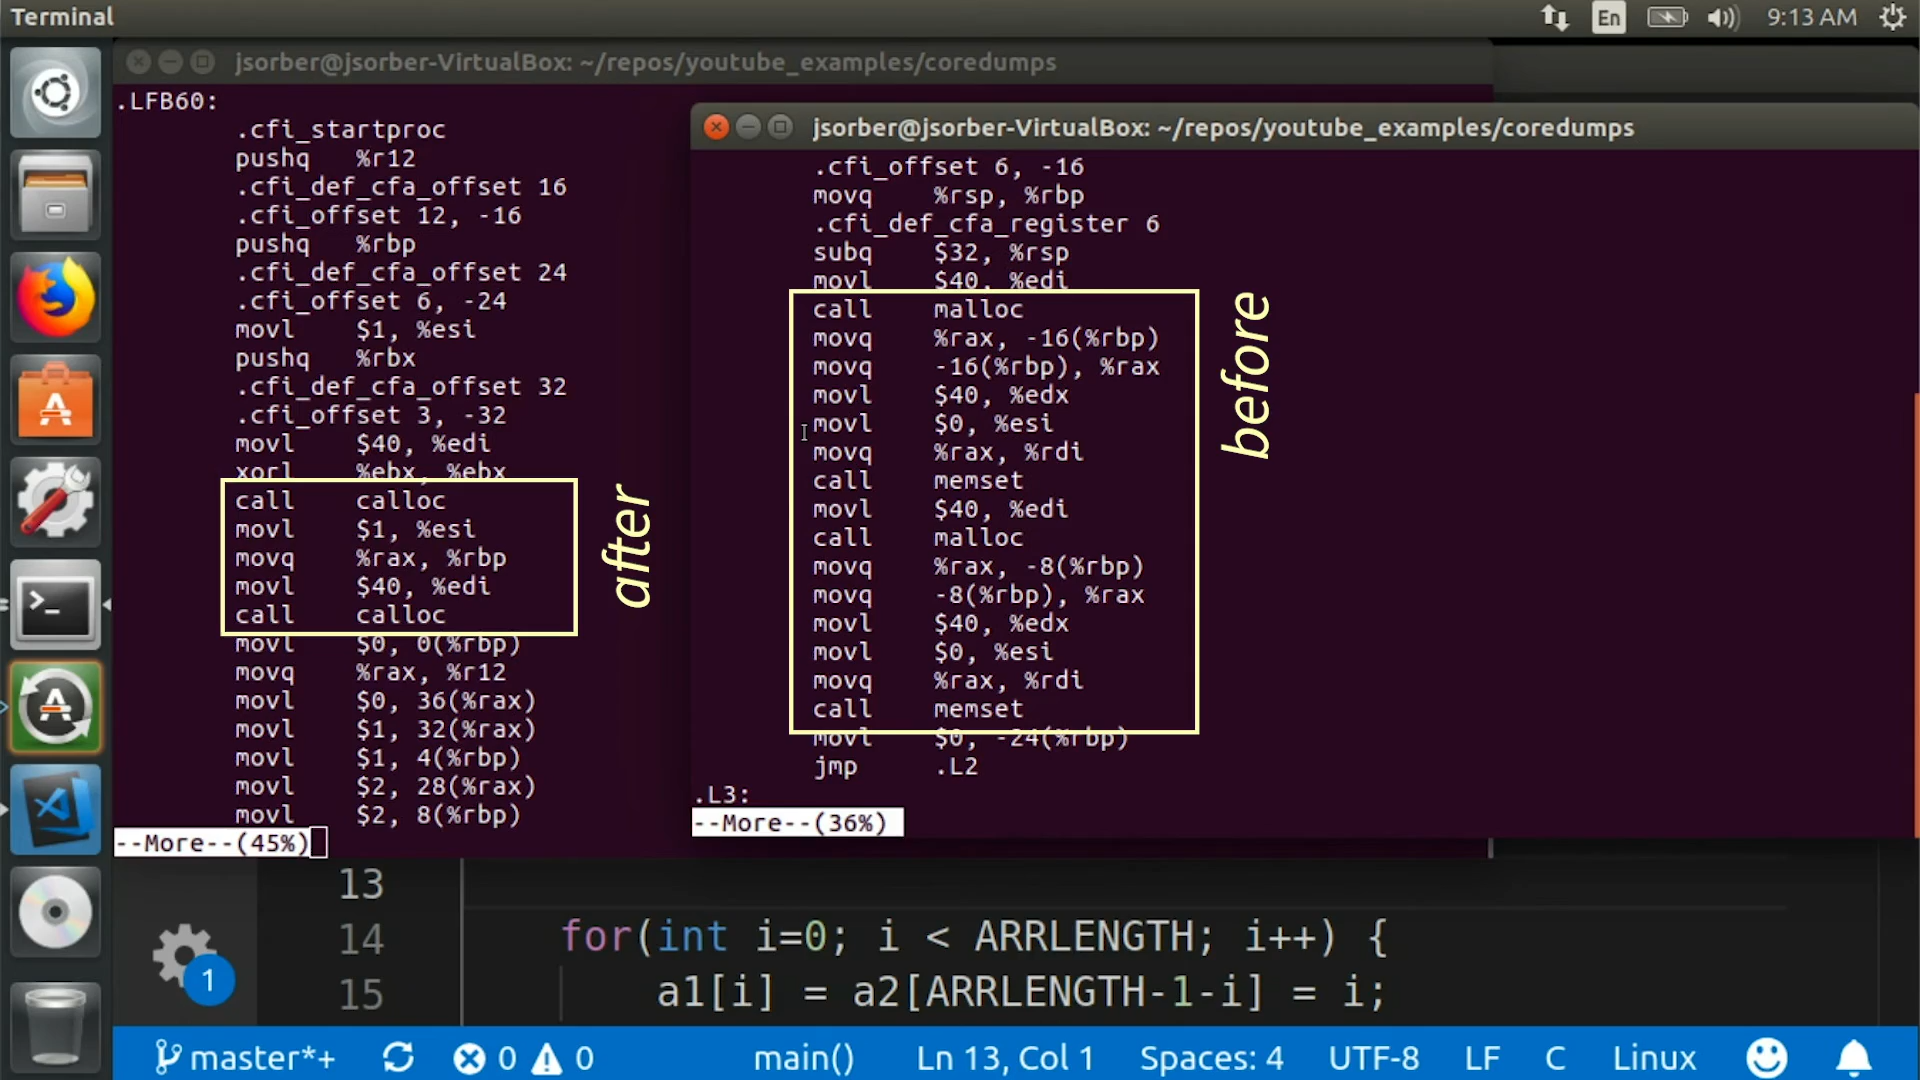 Terminal
En
9:13 AM
jsorber@jsorber-VirtualBox: ~/repos/youtube_examples/coredumps
.LFB60:
.cfi_startproc
pushq %r12
.cfi_def_cfa_offset 16
.cfi_offset 12, -16
pushq %rbp
.cfi_def_cfa_offset 24
.cfi_offset 6, -24
movl $1, %esi
pushq %rbx
.cfi_def_cfa_offset 32
.cfi_offset 3, -32
movl $40, %edi
xorl %ebx, %ebx
call calloc
movl $1, %esi
movq %rax, %rbp
movl $40, %edi
call calloc
movl $0, 0(%rbp)
movq %rax, %r12
movl $0, 36(%rax)
movl $1, 32(%rax)
movl $1, 4(%rbp)
movl $2, 28(%rax)
movl $2, 8(%rbp)
--More--(45%)
after
jsorber@jsorber-VirtualBox: ~/repos/youtube_examples/coredumps
.cfi_offset 6, -16
movq %rsp, %rbp
.cfi_def_cfa_register 6
subq $32, %rsp
movl $40, %edi
call malloc
movq %rax, -16(%rbp)
movq -16(%rbp), %rax
movl $40, %edx
movl $0, %esi
movq %rax, %rdi
call memset
movl $40, %edi
call malloc
movq %rax, -8(%rbp)
movq -8(%rbp), %rax
movl $40, %edx
movl $0, %esi
movq %rax, %rdi
call memset
movl $0, -24(%rbp)
jmp .L2
.L3:
--More--(36%)
before
13
14 for(int i=0; i < ARRLENGTH; i++) {
15 a1[i] = a2[ARRLENGTH-1-i] = i;
1
master*+ 0 0 main() Ln 13, Col 1 Spaces: 4 UTF-8 LF C Linux